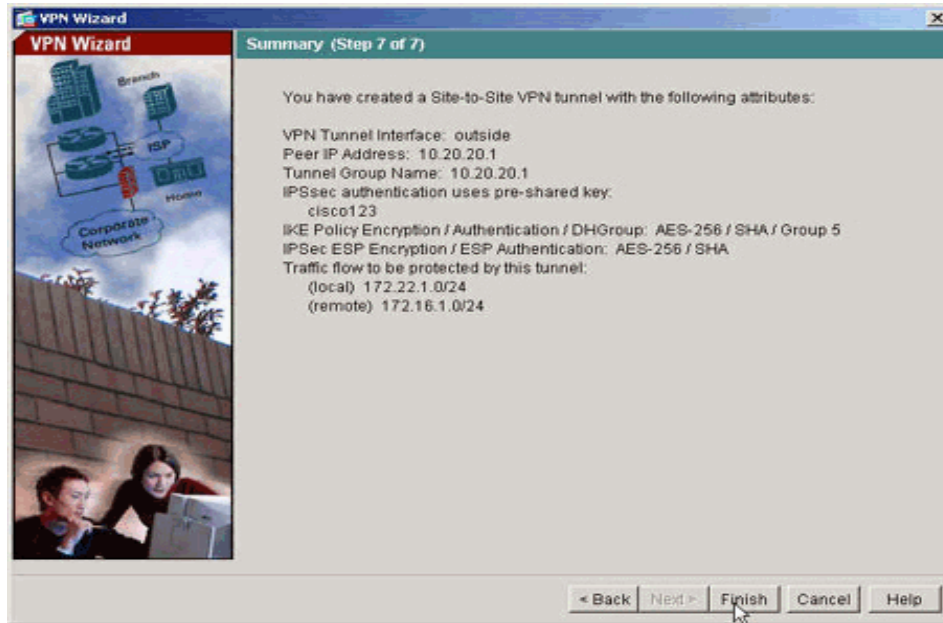 VPN Wizard
VPN Wizard
Summary (Step 7 of 7)
Branch
ISP
Home
Corporate
Network
You have created a Site-to-Site VPN tunnel with the following attributes:
VPN Tunnel Interface: outside
Peer IP Address: 10.20.20.1
Tunnel Group Name: 10.20.20.1
IPSsec authentication uses pre-shared key:
cisco123
IKE Policy Encryption / Authentication / DHGroup: AES-256 / SHA / Group 5
IPSec ESP Encryption / ESP Authentication: AES-256 / SHA
Traffic flow to be protected by this tunnel:
(local) 172.22.1.0/24
(remote) 172.16.1.0/24
< Back Next > Finish Cancel Help